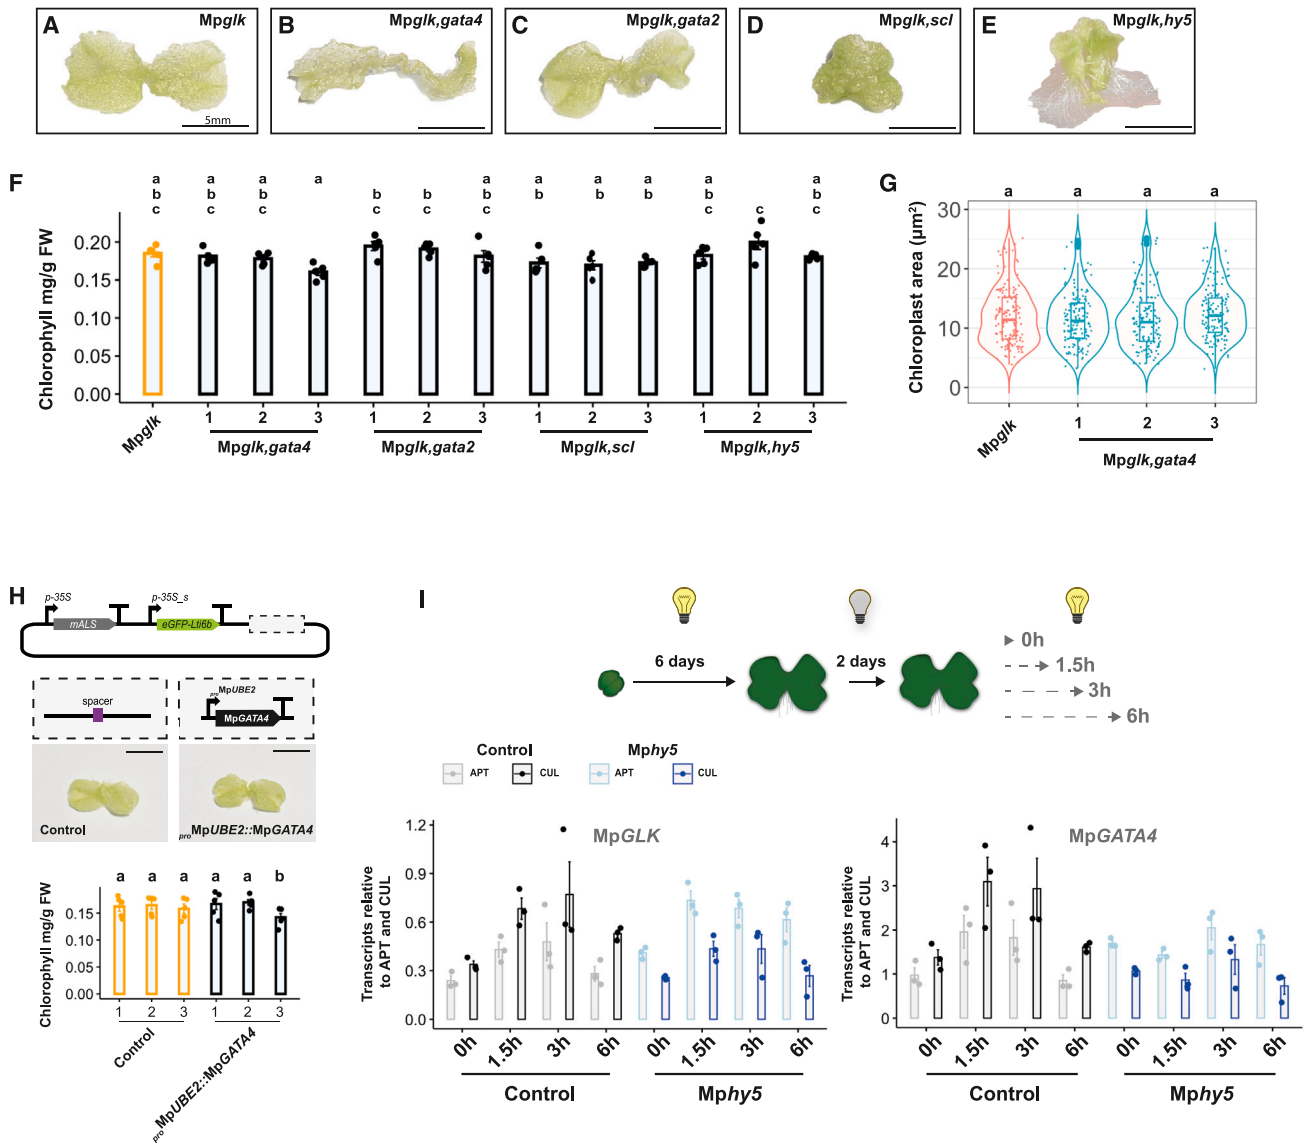 A
Mpglk
5mm
B
Mpglk,gata4
C
Mpglk,gata2
D
Mpglk,scl
E
Mpglk,hy5
F
a a a a a a a a a a
b b b b b b b b b b b b
c c c c c c c c c
Chlorophyll mg/g FW
0.20
0.15
0.10
0.05
0.00
Mpglk
1 2 3 1 2 3 1 2 3 1 2 3
Mpglk,gata4 Mpglk,gata2 Mpglk,scl Mpglk,hy5
G
a a a a
Chloroplast area (µm²)
30
20
10
0
Mpglk
1 2 3
Mpglk,gata4
H
p-35S p-35S_s
mALS eGFP-Lti6b
spacer
proMpUBE2
MpGATA4
Control
proMpUBE2::MpGATA4
a a a a a b
Chlorophyll mg/g FW
0.15
0.10
0.05
0.00
1 2 3 1 2 3
Control
proMpUBE2::MpGATA4
I
6 days
2 days
0h
1.5h
3h
6h
Control Mphy5
APT CUL APT CUL
MpGLK
Transcripts relative
to APT and CUL
1.2
0.9
0.6
0.3
0.0
0h 1.5h 3h 6h 0h 1.5h 3h 6h
Control Mphy5
MpGATA4
Transcripts relative
to APT and CUL
4
3
2
1
0
0h 1.5h 3h 6h 0h 1.5h 3h 6h
Control Mphy5